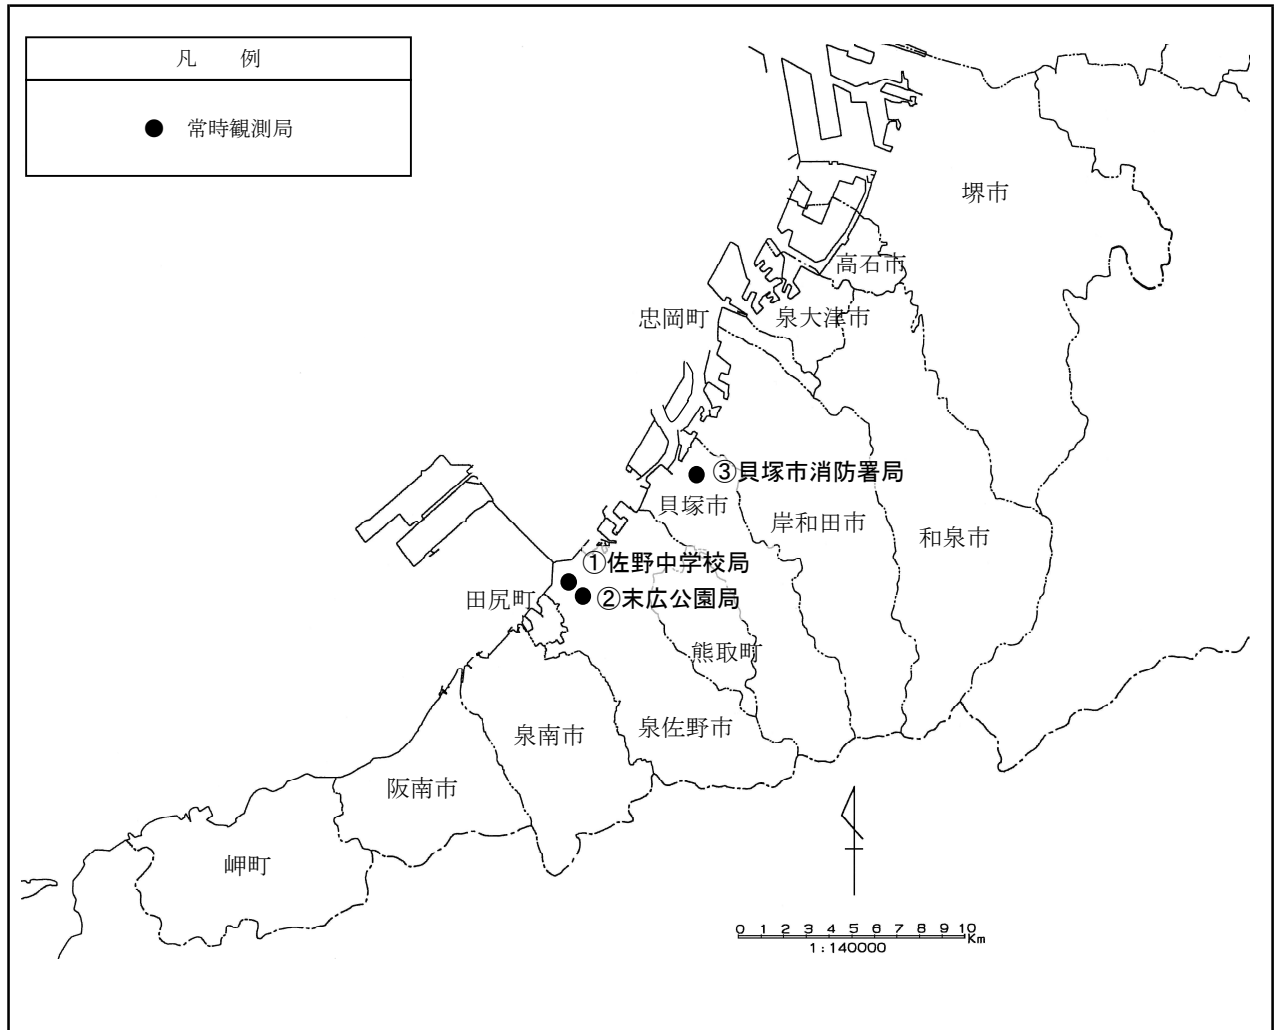 凡　例
常時観測局
堺市
高石市
忠岡町
泉大津市
③貝塚市消防署局
貝塚市
岸和田市
和泉市
①佐野中学校局
田尻町
②末広公園局
熊取町
泉南市
泉佐野市
阪南市
岬町
0 1 2 3 4 5 6 7 8 9 10
Km
1:140000